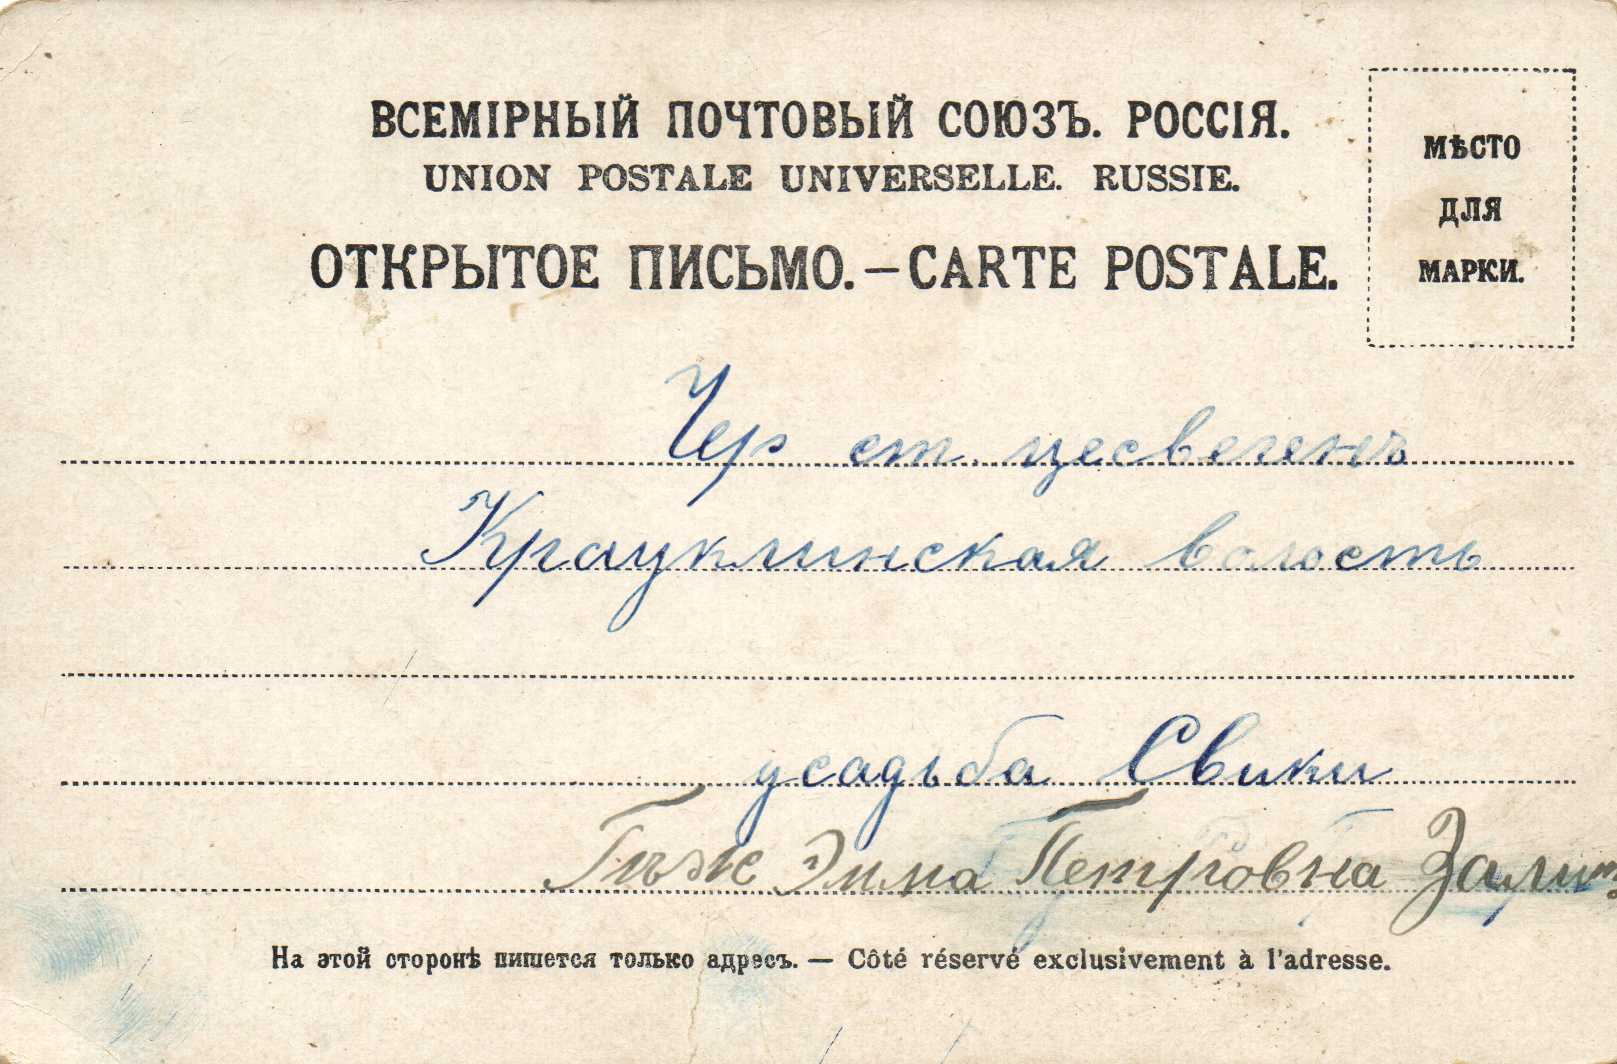 ВСЕМІРНЫЙ ПОЧТОВЫЙ СОЮЗЪ. РОССІЯ.
UNION POSTALE UNIVERSELLE. RUSSIE.
ОТКРЫТОЕ ПИСЬМО. – CARTE POSTALE.
МѢСТО
ДЛЯ
МАРКИ.
Чер ст. цесвегенъ
Крауклинская волость
усадьба Свики
Эмма Петровна
На этой сторонѣ пишется только адресъ. — Côté réservé exclusivement à l'adresse.